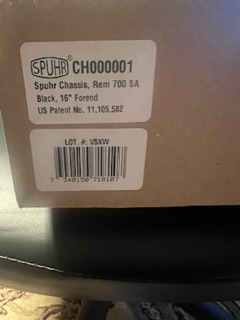 SPUHR CH000001
Spuhr Chassis, Rem 700 SA
Black, 16" Forend
US Patent No. 11,105,582
LOT. #: VSXW
7 340150 718107